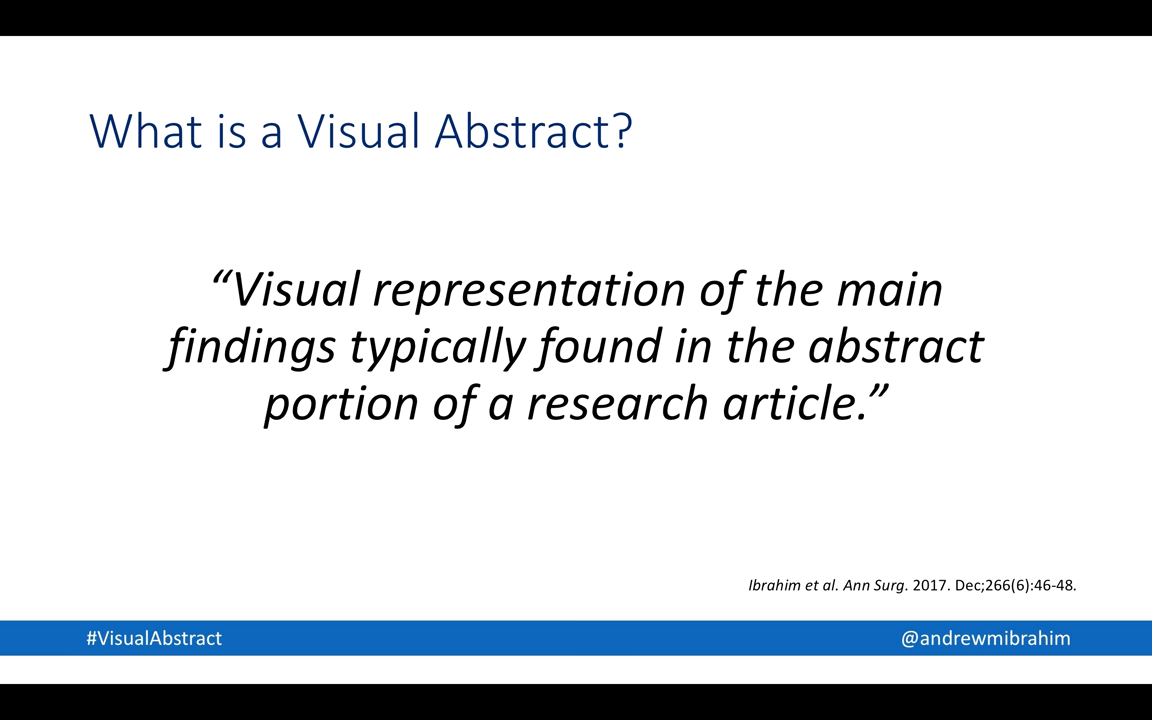 What is a Visual Abstract?
“Visual representation of the main
findings typically found in the abstract
portion of a research article.”
Ibrahim et al. Ann Surg. 2017. Dec;266(6):46-48.
#VisualAbstract
@andrewmibrahim